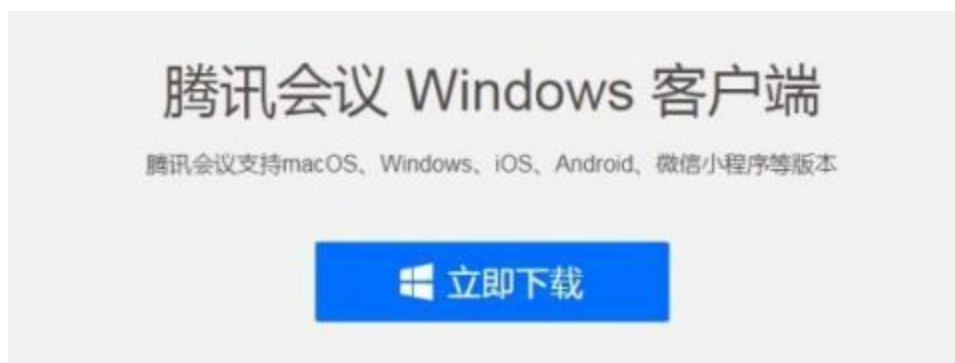 腾讯会议 Windows 客户端
腾讯会议支持macOS、Windows、iOS、Android、微信小程序等版本
立即下载